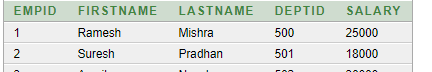 EMPID FIRSTNAME LASTNAME DEPTID SALARY
1 Ramesh Mishra 500 25000
2 Suresh Pradhan 501 18000